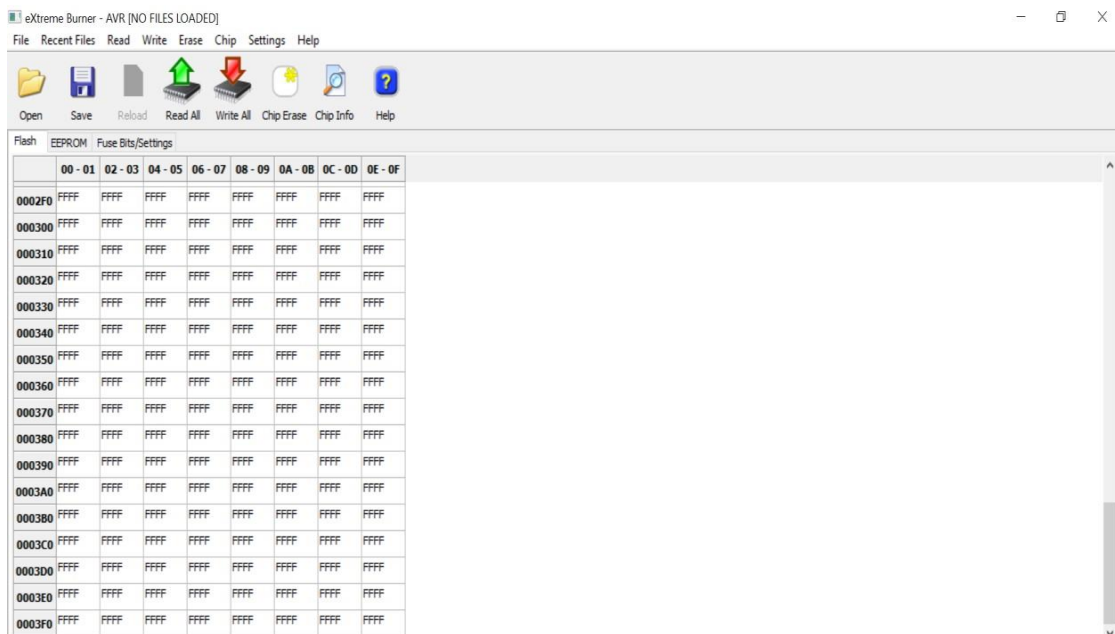 eXtreme Burner - AVR [NO FILES LOADED]
File Recent Files Read Write Erase Chip Settings Help
Open Save Reload Read All Write All Chip Erase Chip Info Help
Flash EEPROM Fuse Bits/Settings
00 - 01 02 - 03 04 - 05 06 - 07 08 - 09 0A - 0B 0C - 0D 0E - 0F
0002F0 FFFF FFFF FFFF FFFF FFFF FFFF FFFF FFFF
000300 FFFF FFFF FFFF FFFF FFFF FFFF FFFF FFFF
000310 FFFF FFFF FFFF FFFF FFFF FFFF FFFF FFFF
000320 FFFF FFFF FFFF FFFF FFFF FFFF FFFF FFFF
000330 FFFF FFFF FFFF FFFF FFFF FFFF FFFF FFFF
000340 FFFF FFFF FFFF FFFF FFFF FFFF FFFF FFFF
000350 FFFF FFFF FFFF FFFF FFFF FFFF FFFF FFFF
000360 FFFF FFFF FFFF FFFF FFFF FFFF FFFF FFFF
000370 FFFF FFFF FFFF FFFF FFFF FFFF FFFF FFFF
000380 FFFF FFFF FFFF FFFF FFFF FFFF FFFF FFFF
000390 FFFF FFFF FFFF FFFF FFFF FFFF FFFF FFFF
0003A0 FFFF FFFF FFFF FFFF FFFF FFFF FFFF FFFF
0003B0 FFFF FFFF FFFF FFFF FFFF FFFF FFFF FFFF
0003C0 FFFF FFFF FFFF FFFF FFFF FFFF FFFF FFFF
0003D0 FFFF FFFF FFFF FFFF FFFF FFFF FFFF FFFF
0003E0 FFFF FFFF FFFF FFFF FFFF FFFF FFFF FFFF
0003F0 FFFF FFFF FFFF FFFF FFFF FFFF FFFF FFFF